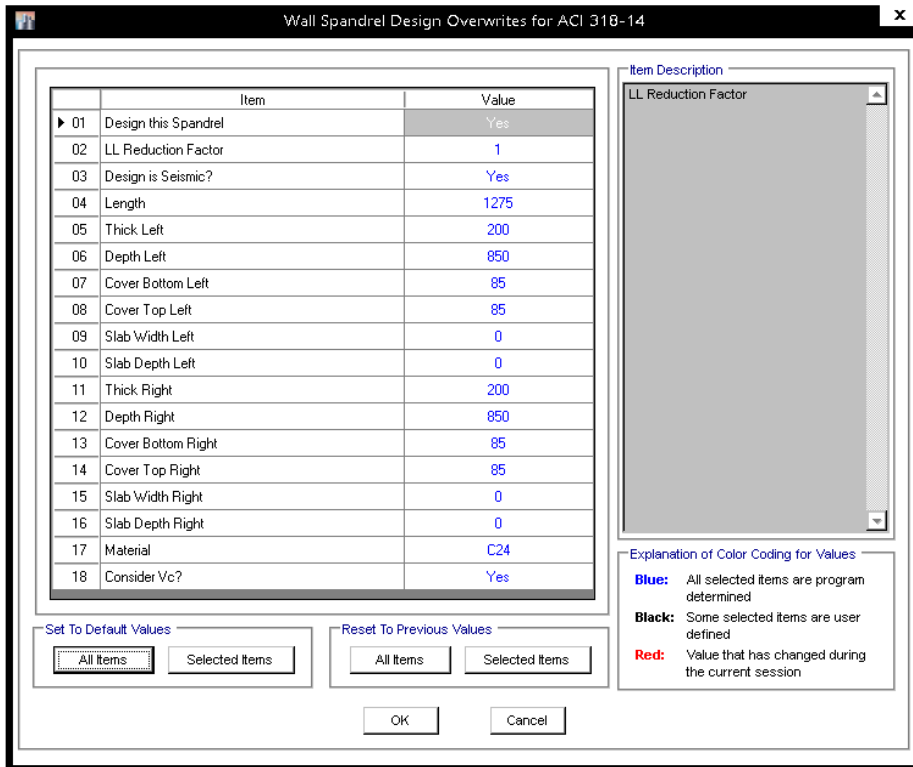 Wall Spandrel Design Overwrites for ACI 318-14
x
Item Value
01 Design this Spandrel Yes
02 LL Reduction Factor 1
03 Design is Seismic? Yes
04 Length 1275
05 Thick Left 200
06 Depth Left 850
07 Cover Bottom Left 85
08 Cover Top Left 85
09 Slab Width Left 0
10 Slab Depth Left 0
11 Thick Right 200
12 Depth Right 850
13 Cover Bottom Right 85
14 Cover Top Right 85
15 Slab Width Right 0
16 Slab Depth Right 0
17 Material C24
18 Consider Vc? Yes
Set To Default Values
All Items Selected Items
Reset To Previous Values
All Items Selected Items
Item Description
LL Reduction Factor
Explanation of Color Coding for Values
Blue: All selected items are program
determined
Black: Some selected items are user
defined
Red: Value that has changed during
the current session
OK Cancel